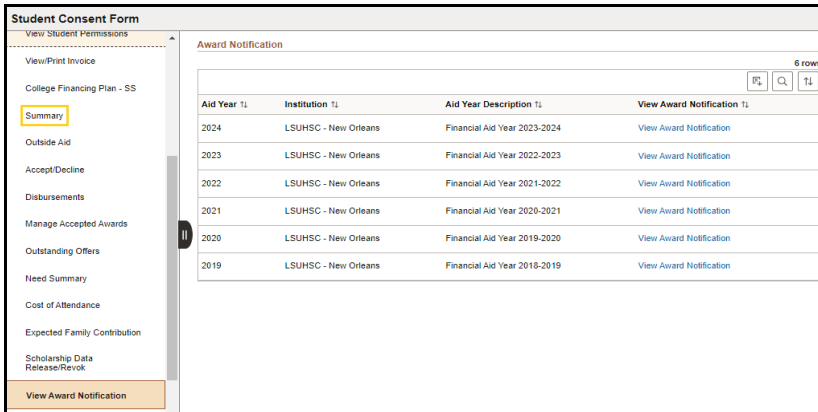 Student Consent Form
View Student Permissions
View/Print Invoice
College Financing Plan - SS
Summary
Outside Aid
Accept/Decline
Disbursements
Manage Accepted Awards
Outstanding Offers
Need Summary
Cost of Attendance
Expected Family Contribution
Scholarship Data
Release/Revok
View Award Notification
Award Notification
6 rows
Aid Year Institution Aid Year Description View Award Notification
2024 LSUHSC - New Orleans Financial Aid Year 2023-2024 View Award Notification
2023 LSUHSC - New Orleans Financial Aid Year 2022-2023 View Award Notification
2022 LSUHSC - New Orleans Financial Aid Year 2021-2022 View Award Notification
2021 LSUHSC - New Orleans Financial Aid Year 2020-2021 View Award Notification
2020 LSUHSC - New Orleans Financial Aid Year 2019-2020 View Award Notification
2019 LSUHSC - New Orleans Financial Aid Year 2018-2019 View Award Notification